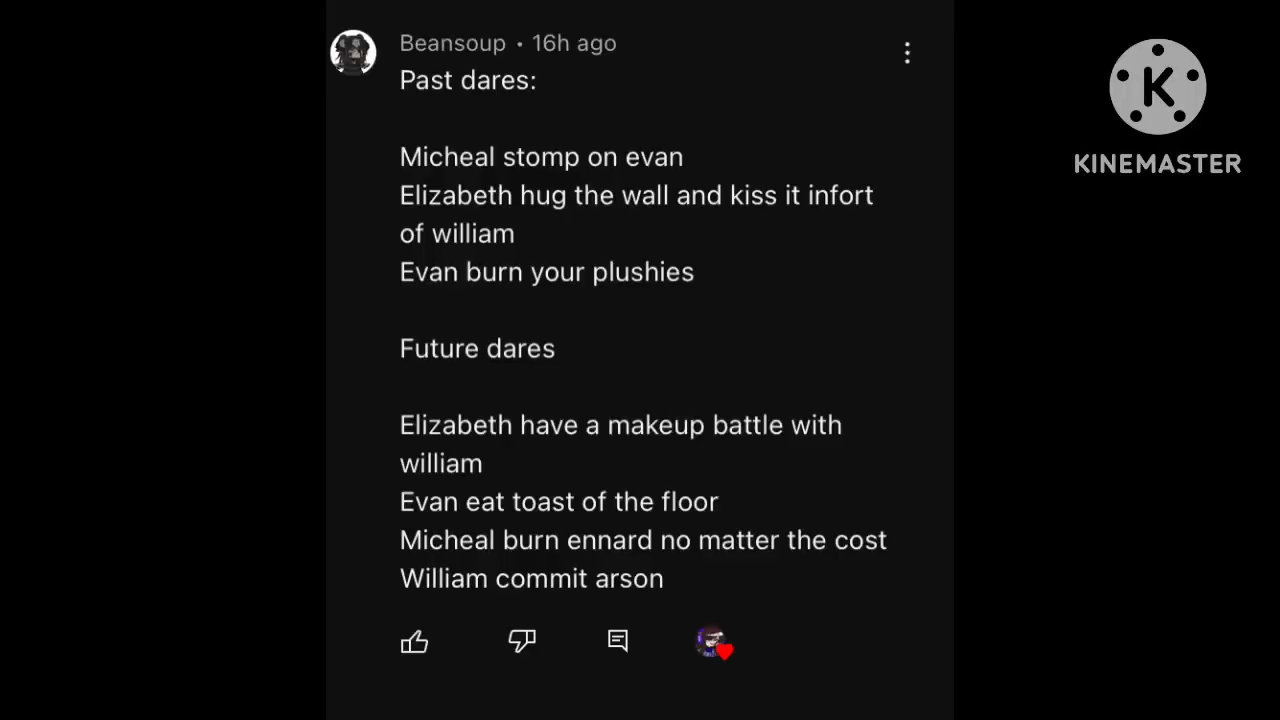 Beansoup • 16h ago
Past dares:
Micheal stomp on evan
Elizabeth hug the wall and kiss it infort
of william
Evan burn your plushies
Future dares
Elizabeth have a makeup battle with
william
Evan eat toast of the floor
Micheal burn ennard no matter the cost
William commit arson
K
KINEMASTER